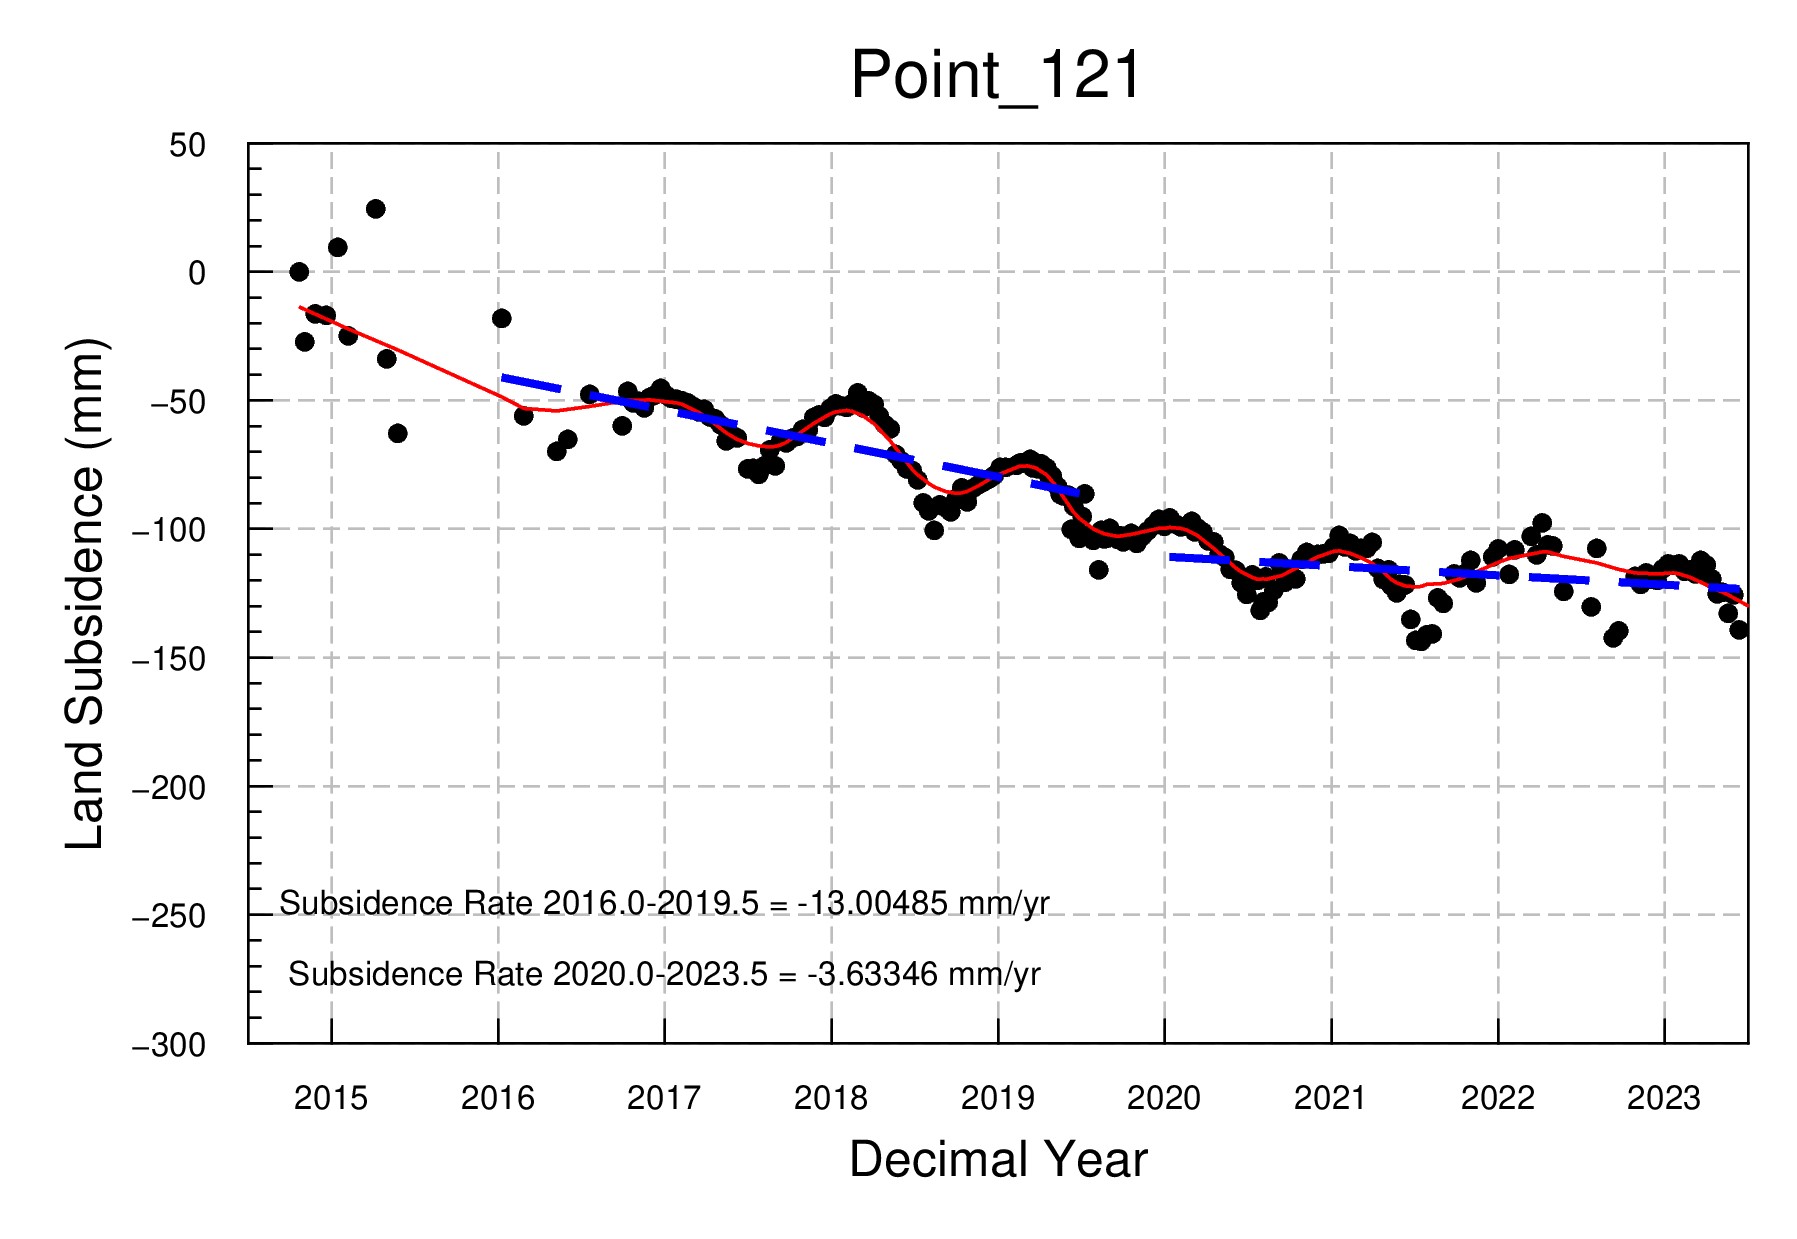 Point_121
50
0
−50
−100
−150
−200
−250
−300
Land Subsidence (mm)
Subsidence Rate 2016.0-2019.5 = -13.00485 mm/yr
Subsidence Rate 2020.0-2023.5 = -3.63346 mm/yr
2015 2016 2017 2018 2019 2020 2021 2022 2023
Decimal Year